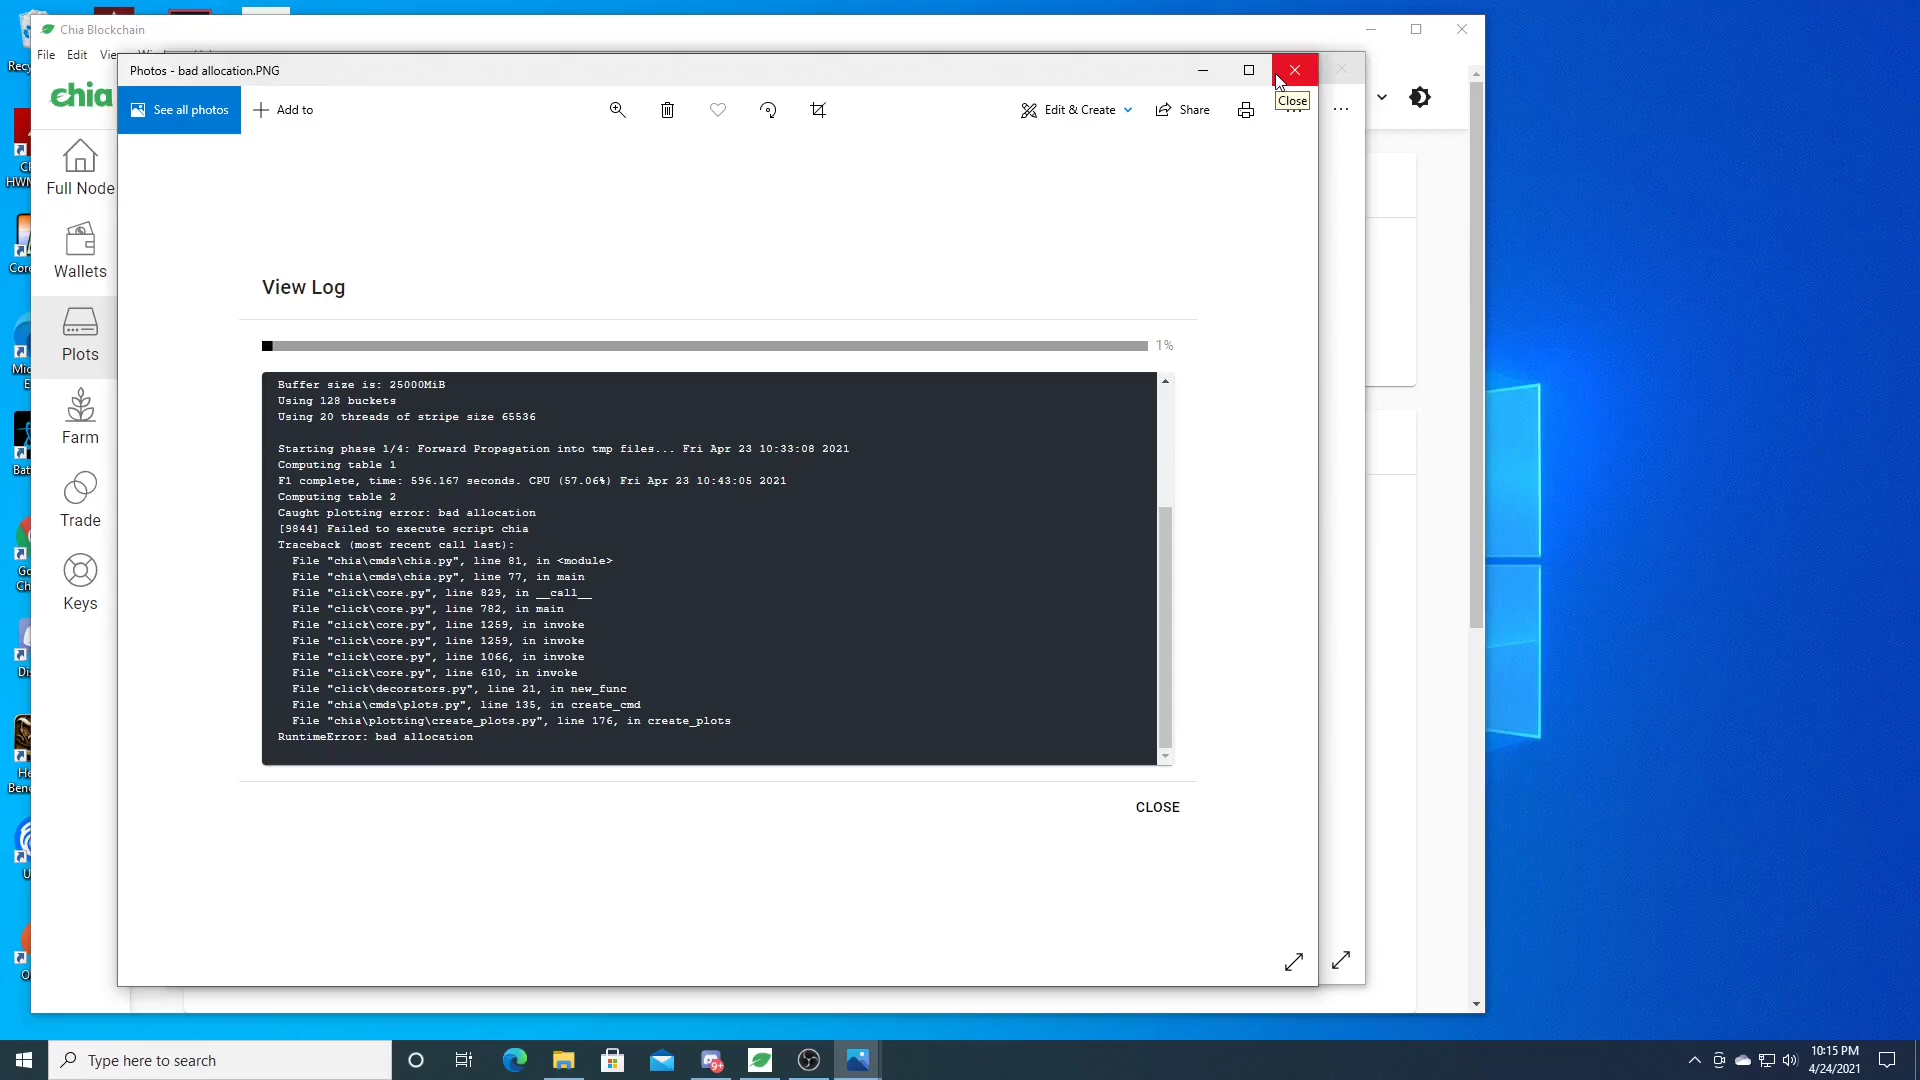 Chia Blockchain
File Edit
Photos - bad allocation.PNG
Close
chia
See all photos
Add to
Edit & Create
Share
Full Node
Wallets
Plots
Farm
Trade
Keys
View Log
1%
Buffer size is: 25000MiB
Using 128 buckets
Using 20 threads of stripe size 65536
Starting phase 1/4: Forward Propagation into tmp files... Fri Apr 23 10:33:08 2021
Computing table 1
F1 complete, time: 596.167 seconds. CPU (57.06%) Fri Apr 23 10:43:05 2021
Computing table 2
Caught plotting error: bad allocation
[9844] Failed to execute script chia
Traceback (most recent call last):
File "chia\cmds\chia.py", line 81, in <module>
File "chia\cmds\chia.py", line 77, in main
File "click\core.py", line 829, in __call__
File "click\core.py", line 782, in main
File "click\core.py", line 1259, in invoke
File "click\core.py", line 1259, in invoke
File "click\core.py", line 1066, in invoke
File "click\core.py", line 610, in invoke
File "click\decorators.py", line 21, in new_func
File "chia\cmds\plots.py", line 135, in create_cmd
File "chia\plotting\create_plots.py", line 176, in create_plots
RuntimeError: bad allocation
CLOSE
Type here to search
9+
10:15 PM
4/24/2021